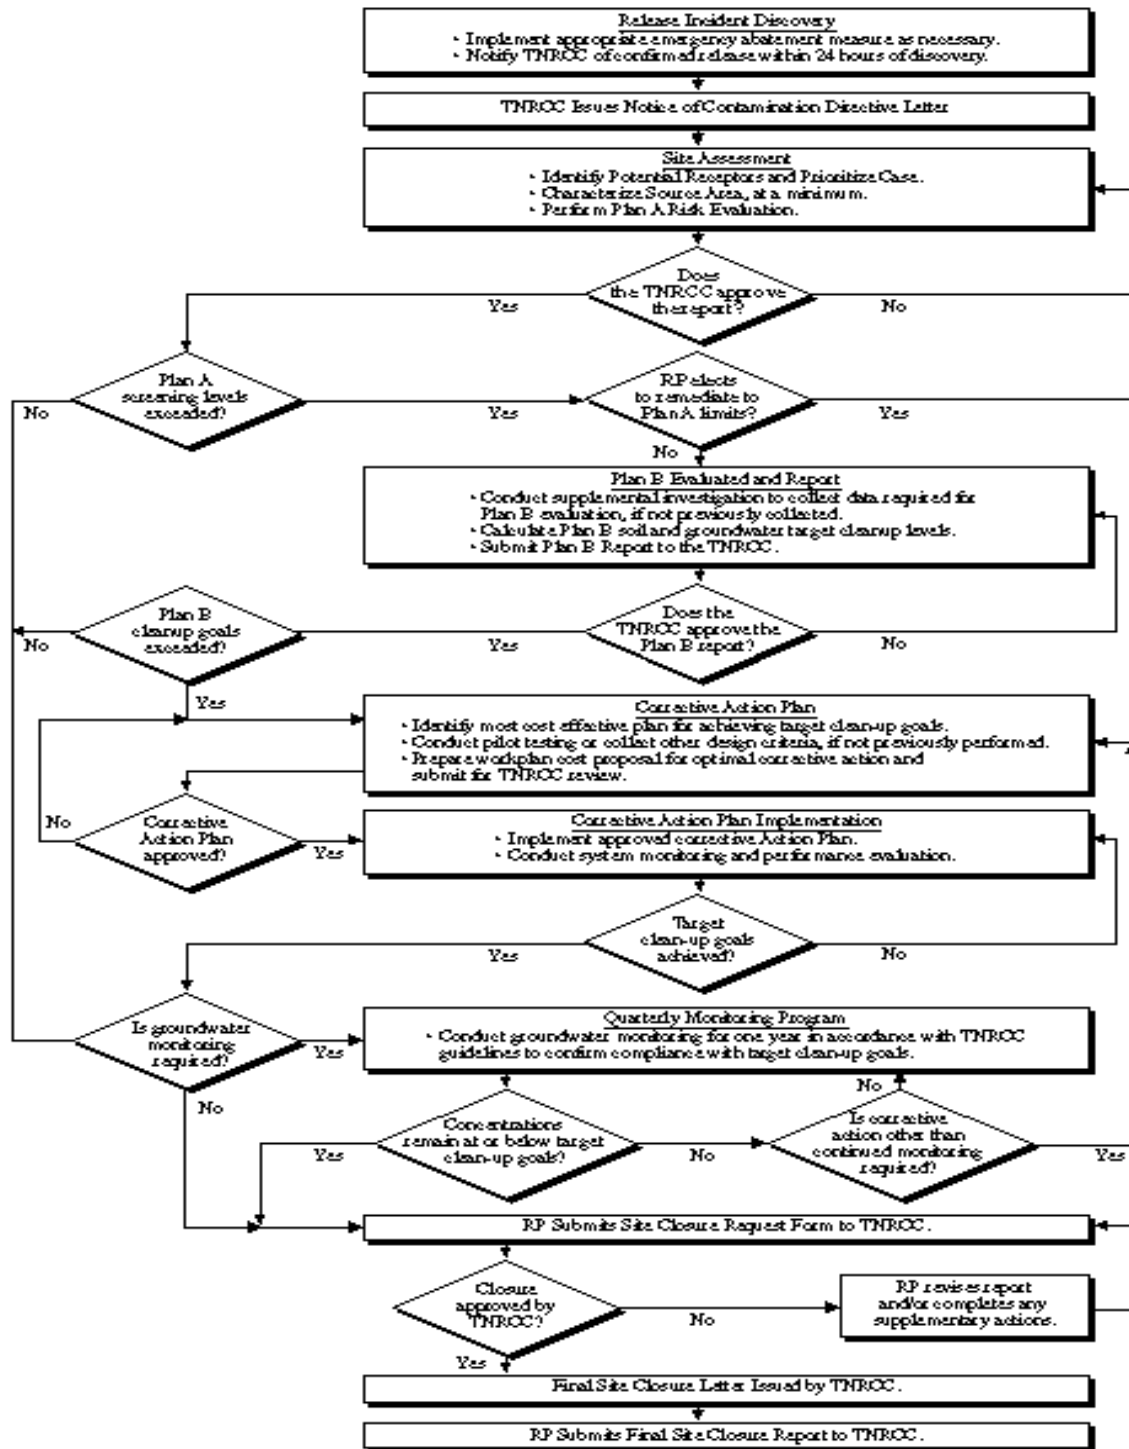 Release Incident Discovery
• Implement appropriate emergency abatement measure as necessary.
• Notify TNRCC of confirmed release within 24 hours of discovery.
TNRCC Issues Notice of Contamination Directive Letter
Site Assessment
• Identify Potential Receptors and Prioritize Case.
• Characterize Source Area, at a minimum.
• Perform Plan A Risk Evaluation.
Does
the TNRCC approve
the report?
Yes
No
Plan A
screening levels
exceeded?
No
Yes
RP elects
to remediate to
Plan A limits?
Yes
No
Plan B Evaluated and Report
• Conduct supplemental investigation to collect data required for
Plan B evaluation, if not previously collected.
• Calculate Plan B soil and groundwater target cleanup levels.
• Submit Plan B Report to the TNRCC.
Plan B
cleanup goals
exceeded?
No
Yes
Does the
TNRCC approve the
Plan B report?
No
Yes
Corrective Action Plan
• Identify most cost effective plan for achieving target clean-up goals.
• Conduct pilot testing or collect other design criteria, if not previously performed.
• Prepare workplan cost proposal for optimal corrective action and
submit for TNRCC review.
No
Corrective
Action Plan
approved?
Yes
Corrective Action Plan Implementation
• Implement approved corrective Action Plan.
• Conduct system monitoring and performance evaluation.
Target
clean-up goals
achieved?
Yes
No
Is groundwater
monitoring
required?
Yes
No
Quarterly Monitoring Program
• Conduct groundwater monitoring for one year in accordance with TNRCC
guidelines to confirm compliance with target clean-up goals.
No
Concentrations
remain at or below target
clean-up goals?
Yes
No
Is corrective
action other than
continued monitoring
required?
Yes
RP Submits Site Closure Request Form to TNRCC.
Closure
approved by
TNRCC?
No
RP revises report
and/or completes any
supplementary actions.
Yes
Final Site Closure Letter Issued by TNRCC.
RP Submits Final Site Closure Report to TNRCC.